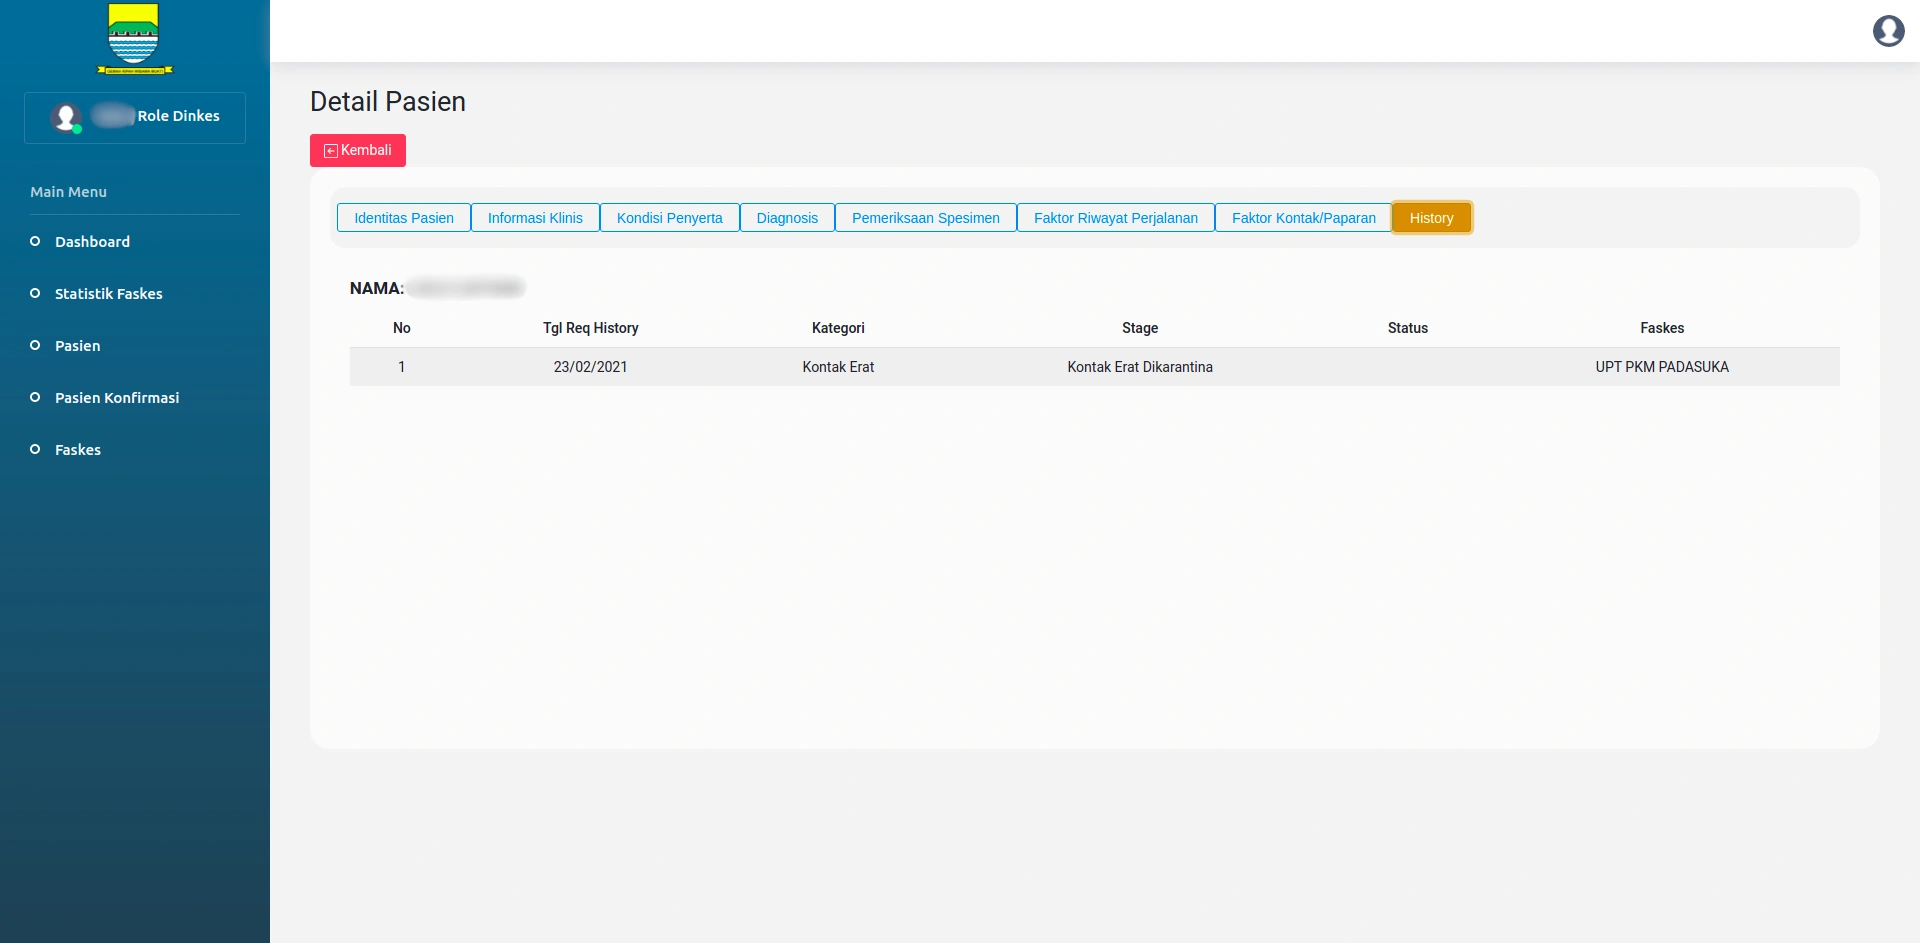 Role Dinkes
Main Menu
Dashboard
Statistik Faskes
Pasien
Pasien Konfirmasi
Faskes
Detail Pasien
Kembali
Identitas Pasien Informasi Klinis Kondisi Penyerta Diagnosis Pemeriksaan Spesimen Faktor Riwayat Perjalanan Faktor Kontak/Paparan History
NAMA:
No Tgl Req History Kategori Stage Status Faskes
1 23/02/2021 Kontak Erat Kontak Erat Dikarantina UPT PKM PADASUKA